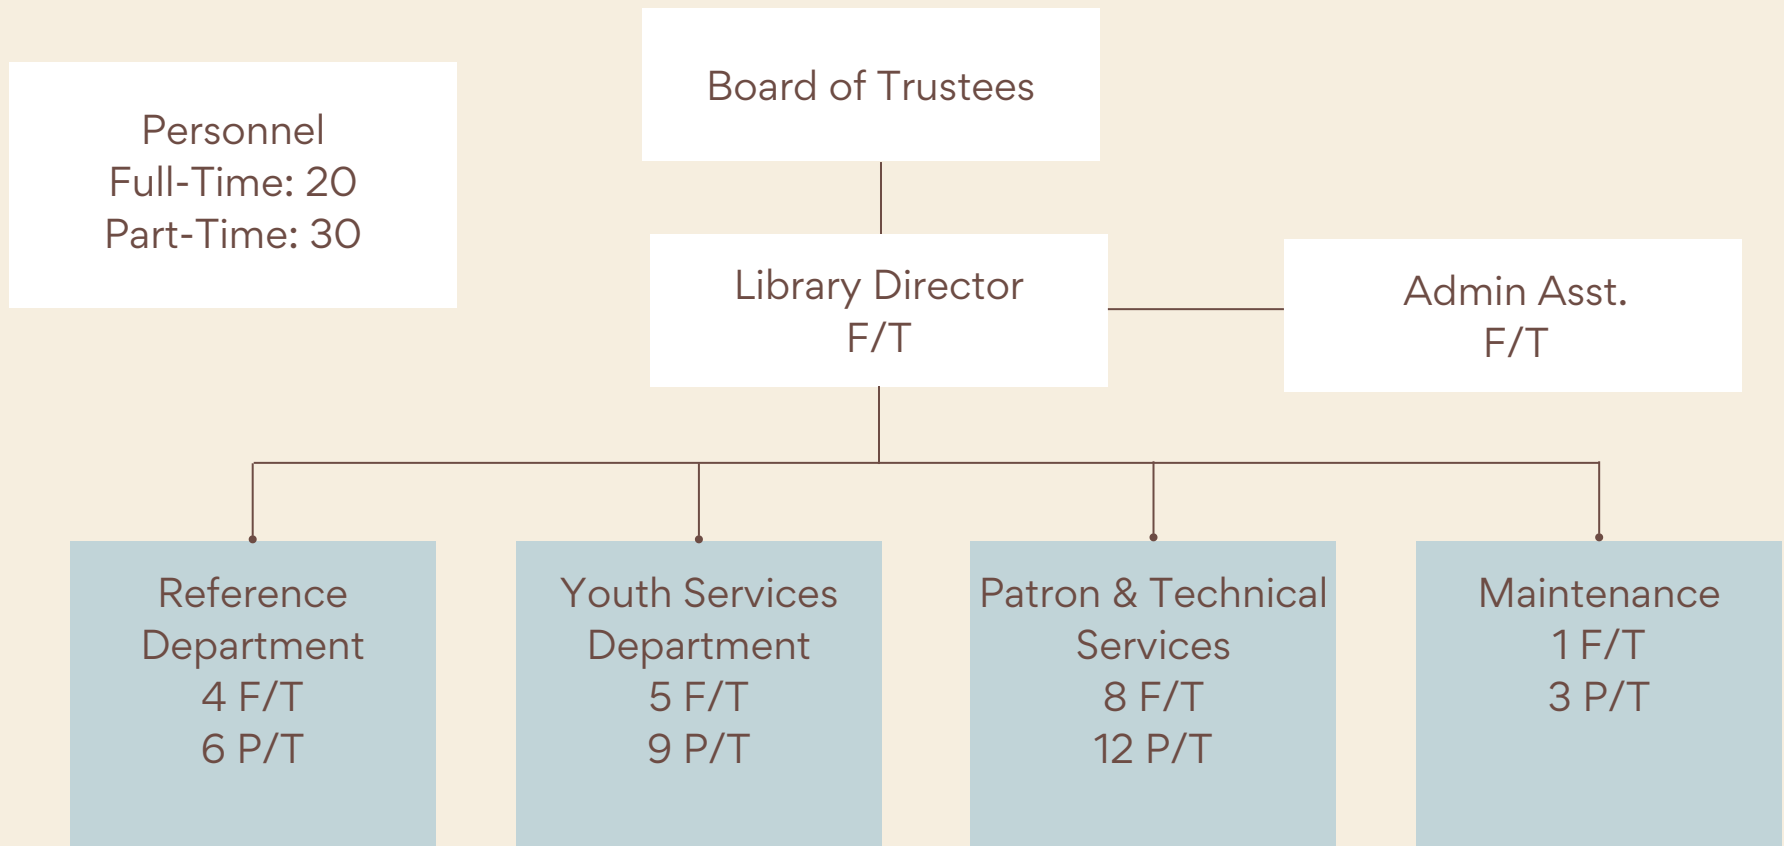 Board of Trustees
Personnel
Full-Time: 20
Part-Time: 30
Library Director
F/T
Admin Asst.
F/T
Reference
Department
4 F/T
6 P/T
Youth Services
Department
5 F/T
9 P/T
Patron & Technical
Services
8 F/T
12 P/T
Maintenance
1 F/T
3 P/T